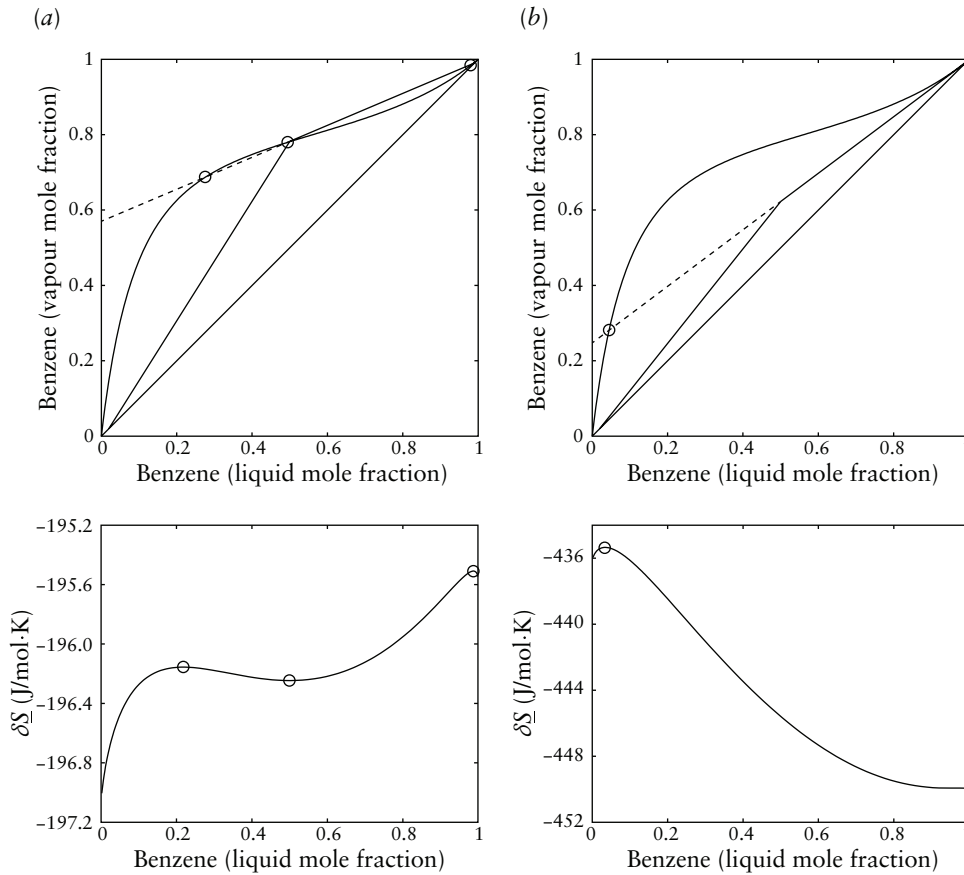 (a)
1
0.8
0.6
0.4
0.2
0
0 0.2 0.4 0.6 0.8 1
Benzene (vapour mole fraction)
Benzene (liquid mole fraction)
(b)
1
0.8
0.6
0.4
0.2
0
0 0.2 0.4 0.6 0.8
Benzene (vapour mole fraction)
Benzene (liquid mole fraction)
−195.2
−195.6
−196.0
−196.4
−196.8
−197.2
0 0.2 0.4 0.6 0.8 1
δS (J/mol·K)
Benzene (liquid mole fraction)
−436
−440
−444
−448
−452
0 0.2 0.4 0.6 0.8
δS (J/mol·K)
Benzene (liquid mole fraction)